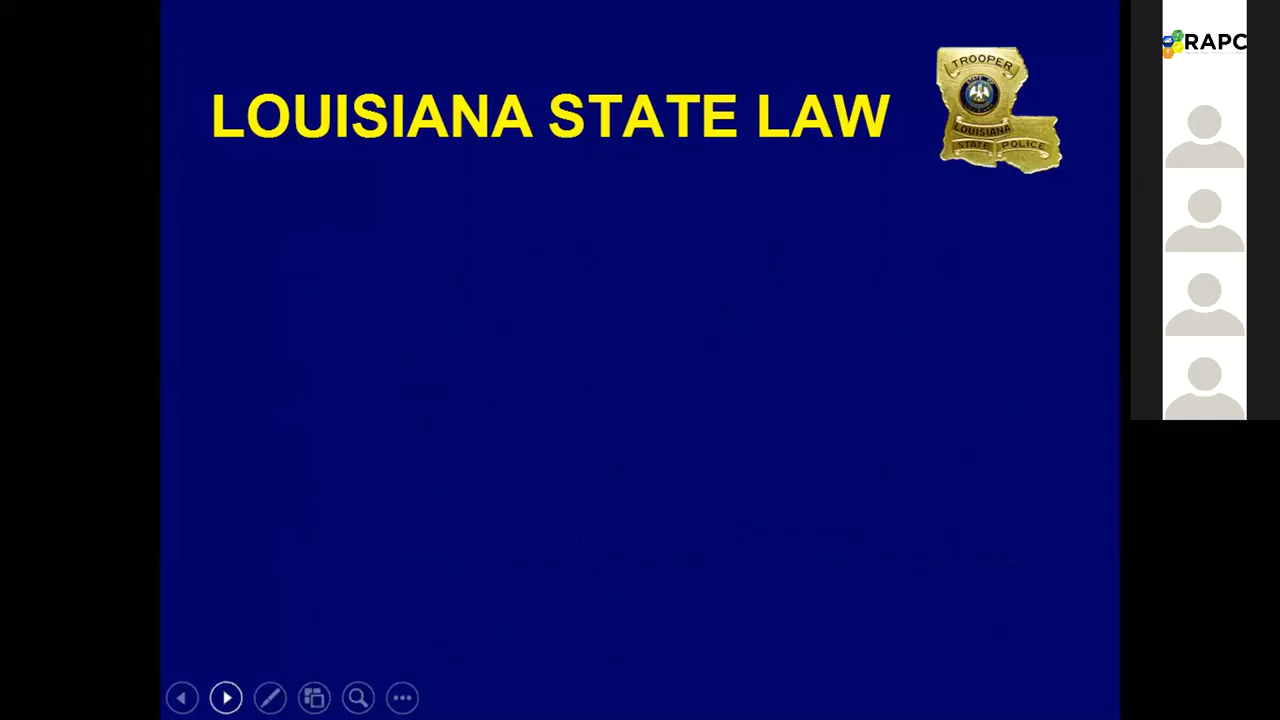 LOUISIANA STATE LAW
TROOPER
LOUISIANA
STATE POLICE
RAPC